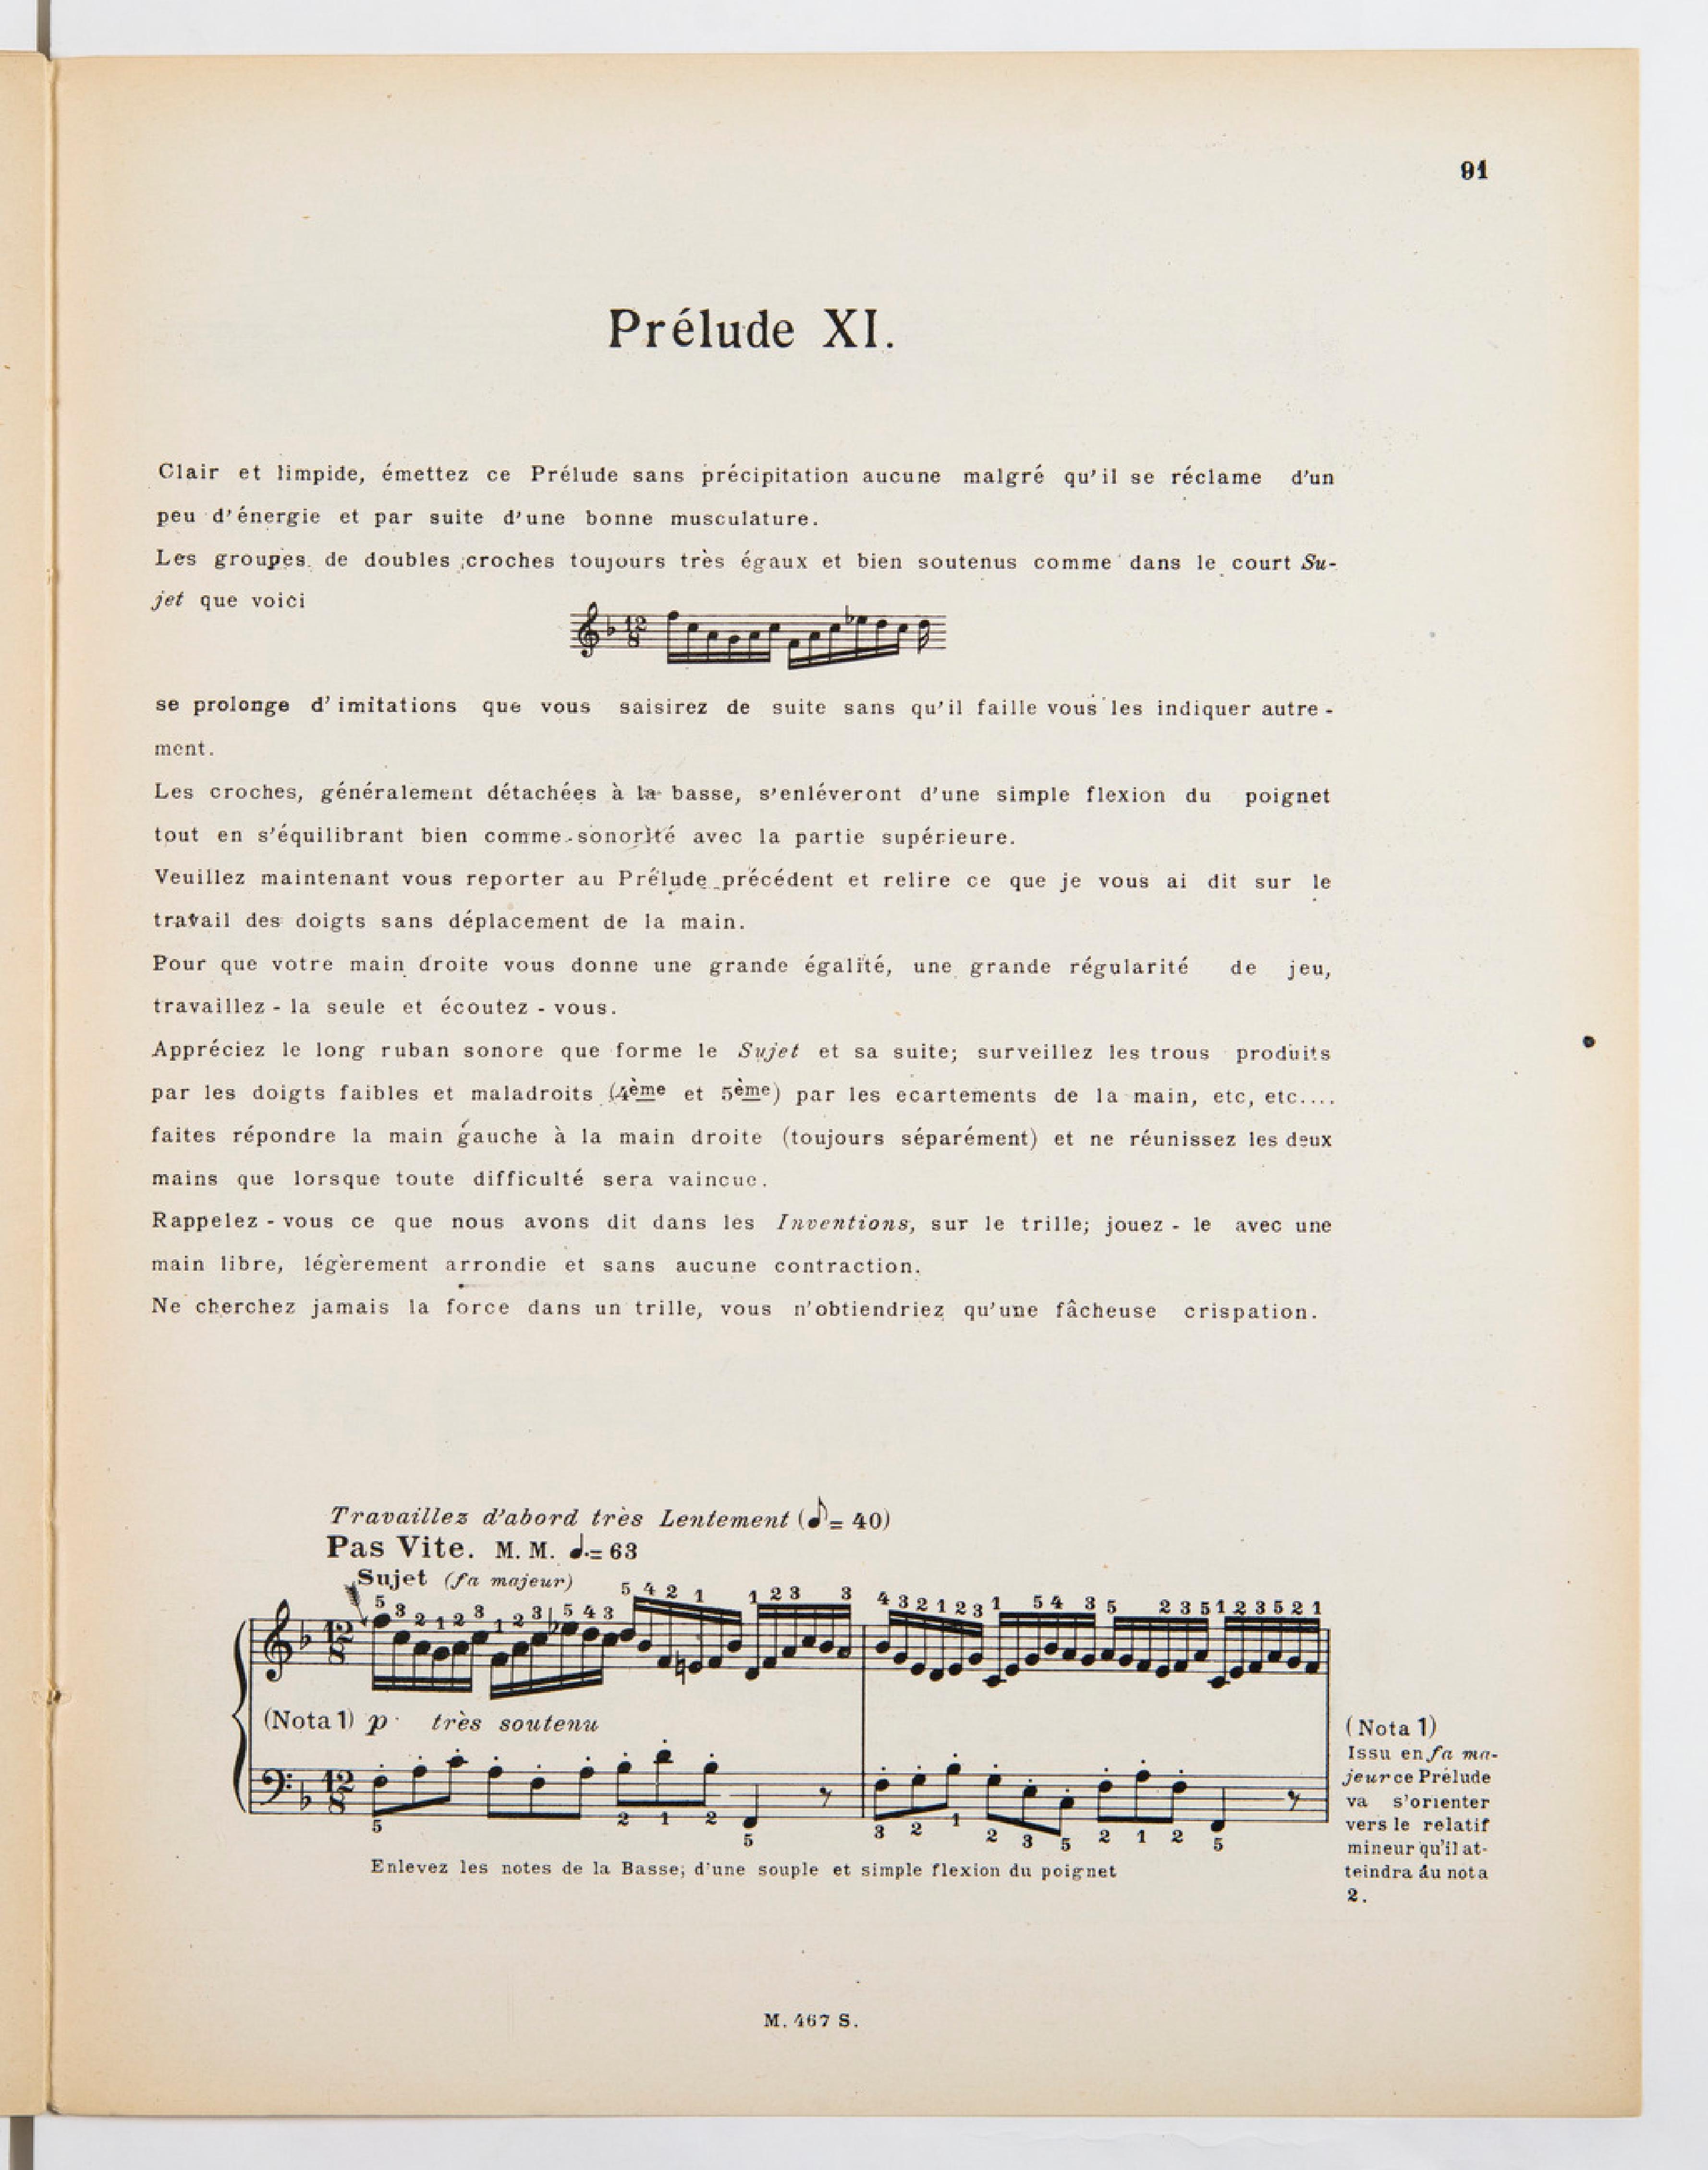 91
Prélude XI.
Clair et limpide, émettez ce Prélude sans précipitation aucune malgré qu'il se réclame d'un
peu d'énergie et par suite d'une bonne musculature.
Les groupes de doubles croches toujours très égaux et bien soutenus comme dans le court Su-
jet que voici
12
8
se prolonge d'imitations que vous saisirez de suite sans qu'il faille vous les indiquer autre-
ment.
Les croches, généralement détachées à la basse, s'enléveront d'une simple flexion du poignet
tout en s'équilibrant bien comme sonorité avec la partie supérieure.
Veuillez maintenant vous reporter au Prélude précédent et relire ce que je vous ai dit sur le
travail des doigts sans déplacement de la main.
Pour que votre main droite vous donne une grande égalité, une grande régularité de jeu,
travaillez-la seule et écoutez-vous.
Appréciez le long ruban sonore que forme le Sujet et sa suite; surveillez les trous produits
par les doigts faibles et maladroits (4ème et 5ème) par les ecartements de la main, etc, etc....
faites répondre la main gauche à la main droite (toujours séparément) et ne réunissez les deux
mains que lorsque toute difficulté sera vaincue.
Rappelez-vous ce que nous avons dit dans les Inventions, sur le trille; jouez-le avec une
main libre, légèrement arrondie et sans aucune contraction.
Ne cherchez jamais la force dans un trille, vous n'obtiendriez qu'une fâcheuse crispation.
Travaillez d'abord très Lentement (♪= 40)
Pas Vite. M. M. ♩.= 63
Sujet (fa majeur)
5 3 2 1 2 3 1 2 3 5 4 3 5 4 2 1 1 2 3 3 4 3 2 1 2 3 1 5 4 3 5 2 3 5 1 2 3 5 2 1
12
8
(Nota 1) p très soutenu
12
8
5 2 1 2 5 3 2 1 2 3 5 2 1 2 5
Enlevez les notes de la Basse; d'une souple et simple flexion du poignet
(Nota 1)
Issu en fa ma-
jeur ce Prélude
va s'orienter
vers le relatif
mineur qu'il at-
teindra áu nota
2.
M. 467 S.